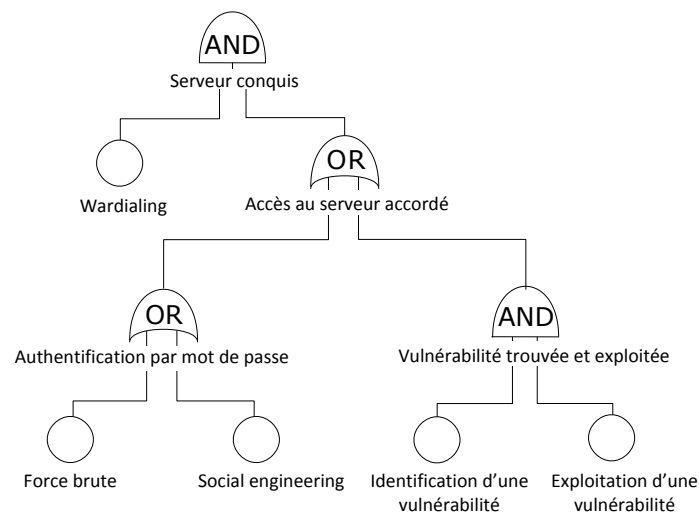 AND
Serveur conquis
OR
Wardialing
Accès au serveur accordé
OR
AND
Authentification par mot de passe
Vulnérabilité trouvée et exploitée
Force brute
Social engineering
Identification d'une
vulnérabilité
Exploitation d'une
vulnérabilité